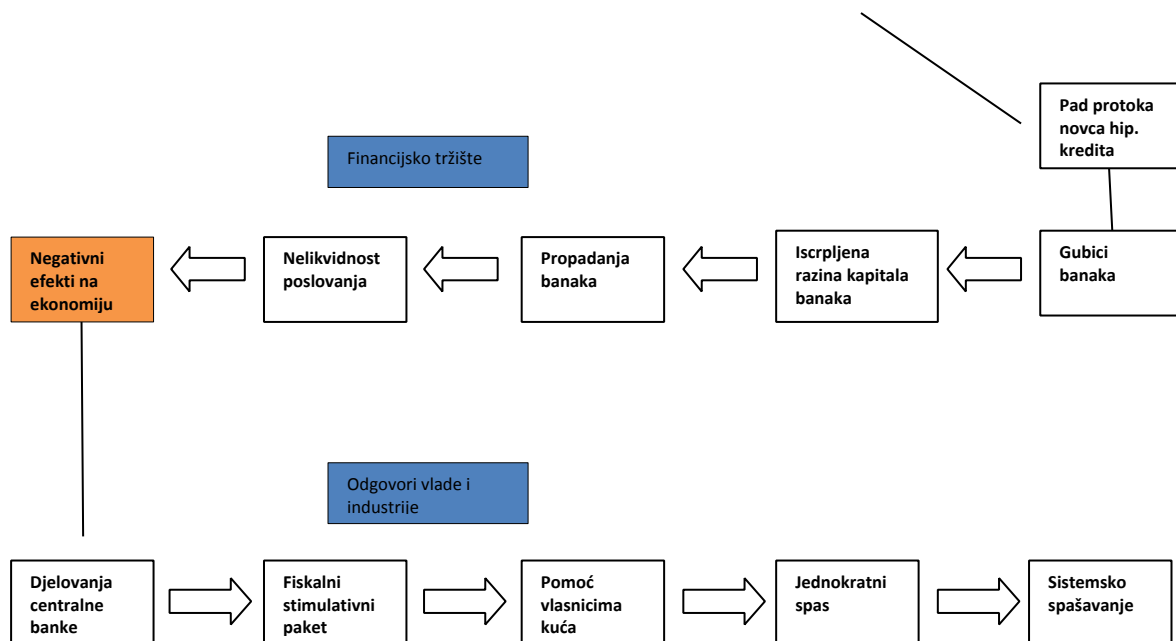 Pad protoka
novca hip.
kredita
Financijsko tržište
Negativni
efekti na
ekonomiju
Nelikvidnost
poslovanja
Propadanja
banaka
Iscrpljena
razina kapitala
banaka
Gubici
banaka
Odgovori vlade i
industrije
Djelovanja
centralne
banke
Fiskalni
stimulativni
paket
Pomoć
vlasnicima
kuća
Jednokratni
spas
Sistemsko
spašavanje